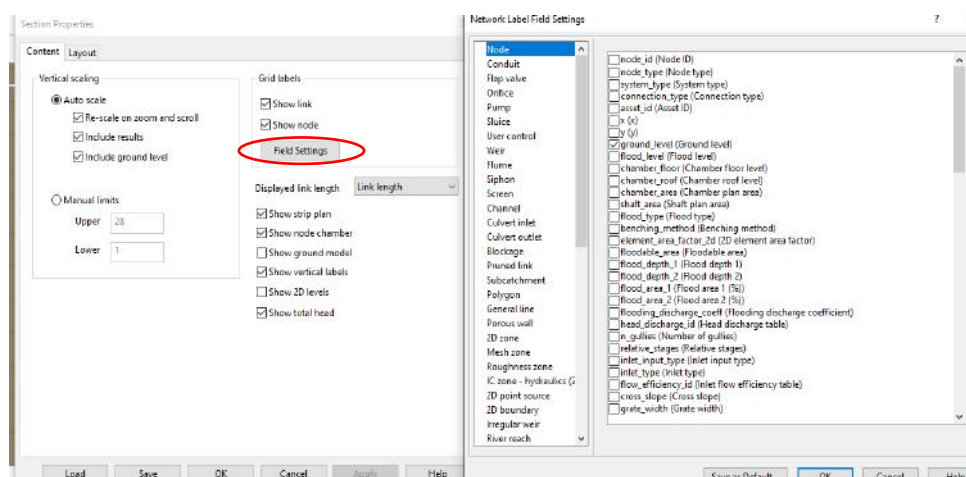 Section Properties
Content Layout
Vertical scaling
Auto scale
Re-scale on zoom and scroll
Include results
Include ground level
Manual limits
Upper 28
Lower 1
Grid labels
Show link
Show node
Field Settings
Displayed link length Link length
Show strip plan
Show node chamber
Show ground model
Show vertical labels
Show 2D levels
Show total head
Load Save OK Cancel Apply Help
Network Label Field Settings ?
Node
Conduit
Flap valve
Orifice
Pump
Sluice
User control
Weir
Flume
Siphon
Screen
Channel
Culvert inlet
Culvert outlet
Blockage
Pruned link
Subcatchment
Polygon
General line
Porous wall
2D zone
Mesh zone
Roughness zone
IC zone - hydraulics (2
2D point source
2D boundary
Irregular weir
River reach
node_id (Node ID)
node_type (Node type)
system_type (System type)
connection_type (Connection type)
asset_id (Asset ID)
x (x)
y (y)
ground_level (Ground level)
flood_level (Flood level)
chamber_floor (Chamber floor level)
chamber_roof (Chamber roof level)
chamber_area (Chamber plan area)
shaft_area (Shaft plan area)
flood_type (Flood type)
benching_method (Benching method)
element_area_factor_2d (2D element area factor)
floodable_area (Floodable area)
flood_depth_1 (Flood depth 1)
flood_depth_2 (Flood depth 2)
flood_area_1 (Flood area 1 (%))
flood_area_2 (Flood area 2 (%))
flooding_discharge_coeff (Flooding discharge coefficient)
head_discharge_id (Head discharge table)
n_gullies (Number of gullies)
relative_stages (Relative stages)
inlet_input_type (Inlet input type)
inlet_type (Inlet type)
flow_efficiency_id (Inlet flow efficiency table)
cross_slope (Cross slope)
grate_width (Grate width)
Save as Default OK Cancel Help